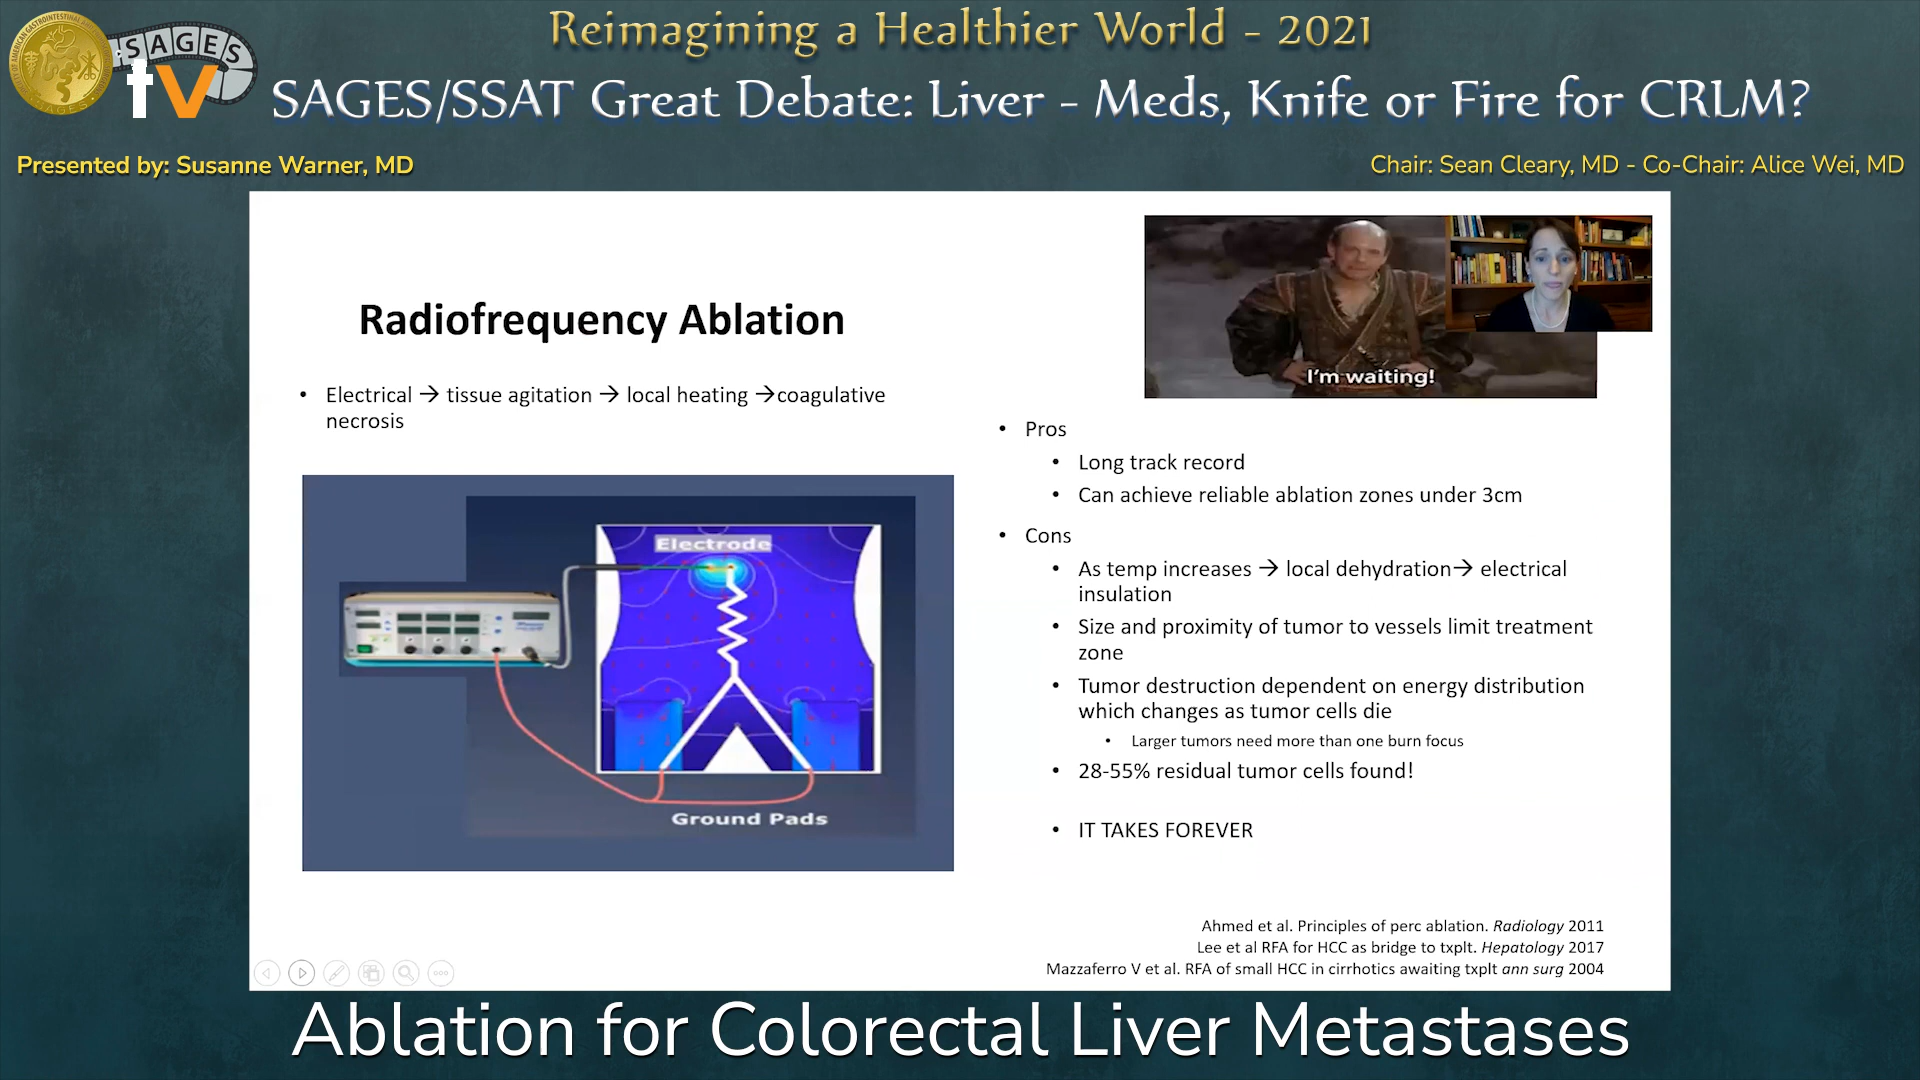 Reimagining a Healthier World - 2021
SAGES
tv
SAGES/SSAT Great Debate: Liver - Meds, Knife or Fire for CRLM?
Presented by: Susanne Warner, MD
Chair: Sean Cleary, MD - Co-Chair: Alice Wei, MD
Radiofrequency Ablation
I'm waiting!
• Electrical → tissue agitation → local heating →coagulative
necrosis
Electrode
Ground Pads
• Pros
• Long track record
• Can achieve reliable ablation zones under 3cm
• Cons
• As temp increases → local dehydration→ electrical
insulation
• Size and proximity of tumor to vessels limit treatment
zone
• Tumor destruction dependent on energy distribution
which changes as tumor cells die
• Larger tumors need more than one burn focus
• 28-55% residual tumor cells found!
• IT TAKES FOREVER
Ahmed et al. Principles of perc ablation. Radiology 2011
Lee et al RFA for HCC as bridge to txplt. Hepatology 2017
Mazzaferro V et al. RFA of small HCC in cirrhotics awaiting txplt ann surg 2004
Ablation for Colorectal Liver Metastases